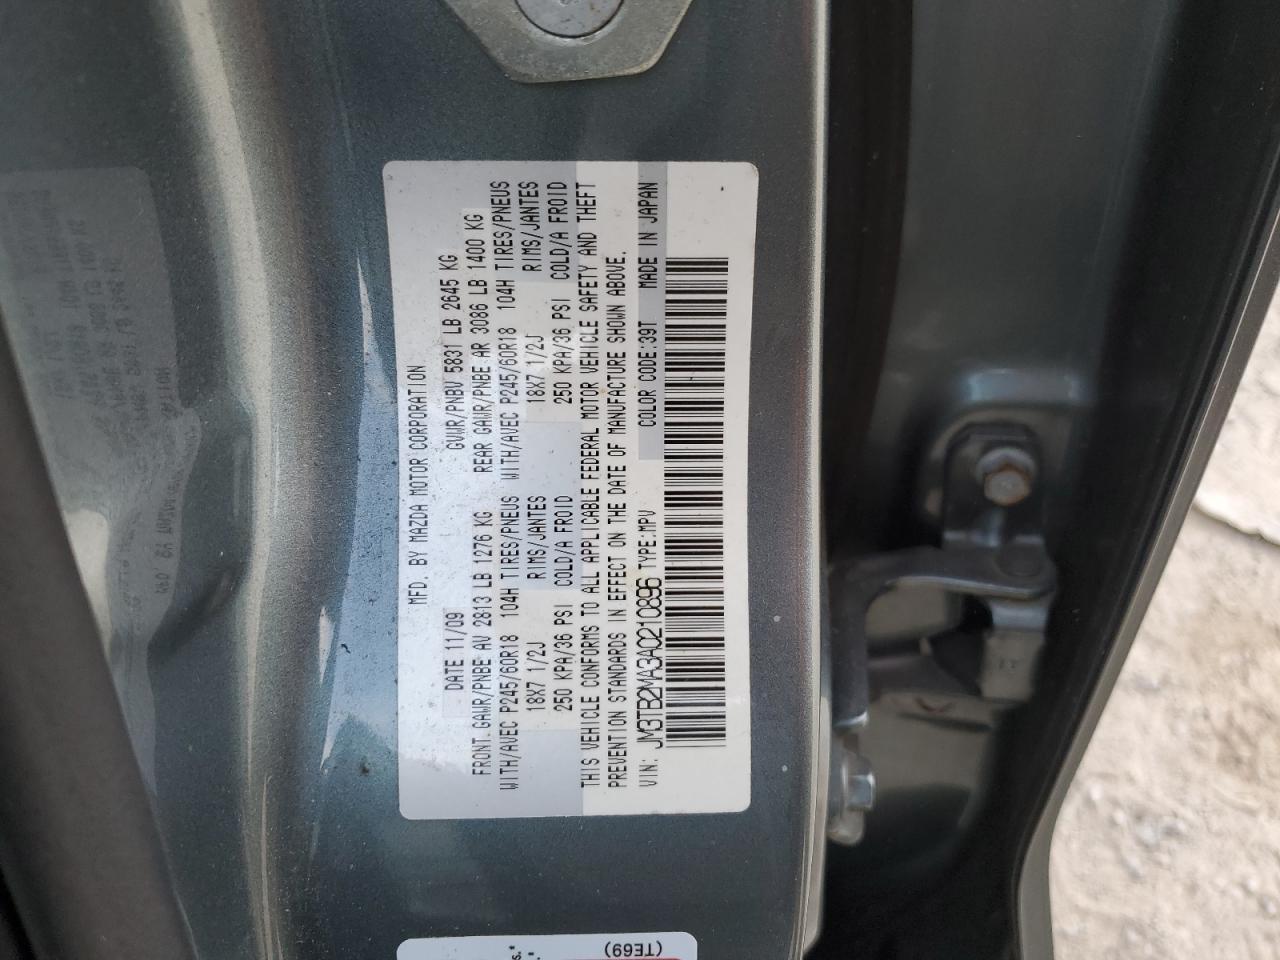 MFD. BY MAZDA MOTOR CORPORATION
DATE 11/09 GVWR/PNBV 5831 LB 2645 KG
FRONT.GAWR/PNBE AV 2813 LB 1276 KG REAR GAWR/PNBE AR 3086 LB 1400 KG
WITH/AVEC P245/60R18 104H TIRES/PNEUS WITH/AVEC P245/60R18 104H TIRES/PNEUS
18X7 1/2J RIMS/JANTES 18X7 1/2J RIMS/JANTES
250 KPA/36 PSI COLD/A FROID 250 KPA/36 PSI COLD/A FROID
THIS VEHICLE CONFORMS TO ALL APPLICABLE FEDERAL MOTOR VEHICLE SAFETY AND THEFT
PREVENTION STANDARDS IN EFFECT ON THE DATE OF MANUFACTURE SHOWN ABOVE.
VIN: JM3TB2MA3A0210896 TYPE:MPV COLOR CODE:39T MADE IN JAPAN
(TE69)